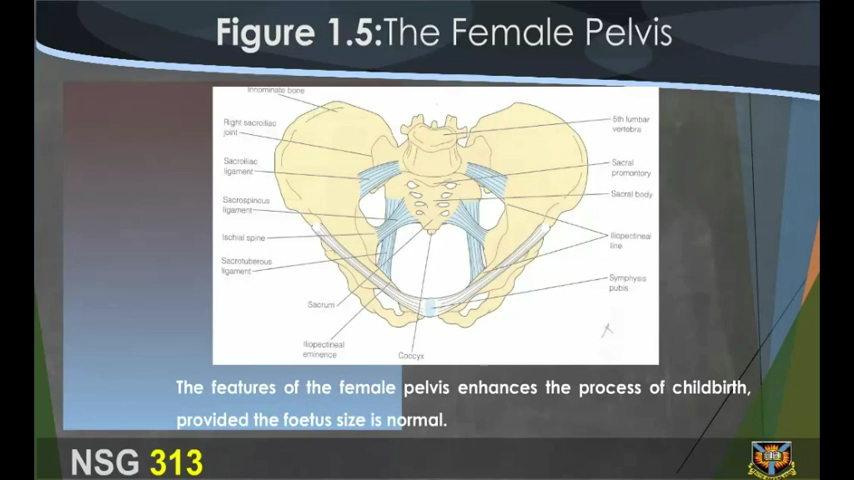 Figure 1.5:The Female Pelvis
Innominate bone
Right sacroiliac
joint
Sacroiliac
ligament
Sacrospinous
ligament
Ischial spine
Sacrotuberous
ligament
Sacrum
Iliopectineal
eminence
Coccyx
5th lumbar
vertebra
Sacral
promontory
Sacral body
Iliopectineal
line
Symphysis
pubis
The features of the female pelvis enhances the process of childbirth,
provided the foetus size is normal.
NSG 313